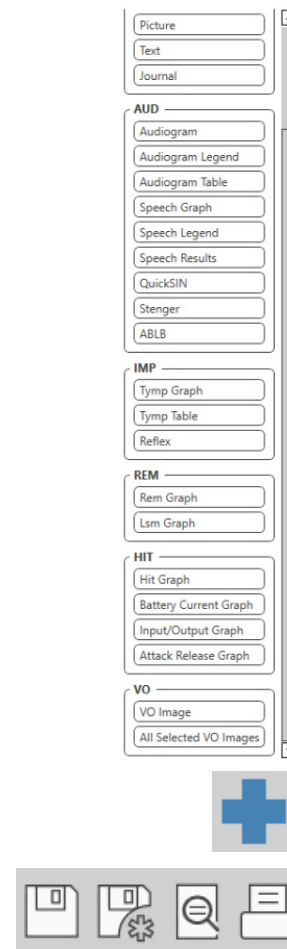 Picture
Text
Journal
AUD
Audiogram
Audiogram Legend
Audiogram Table
Speech Graph
Speech Legend
Speech Results
QuickSIN
Stenger
ABLB
IMP
Tymp Graph
Tymp Table
Reflex
REM
Rem Graph
Lsm Graph
HIT
Hit Graph
Battery Current Graph
Input/Output Graph
Attack Release Graph
VO
VO Image
All Selected VO Images